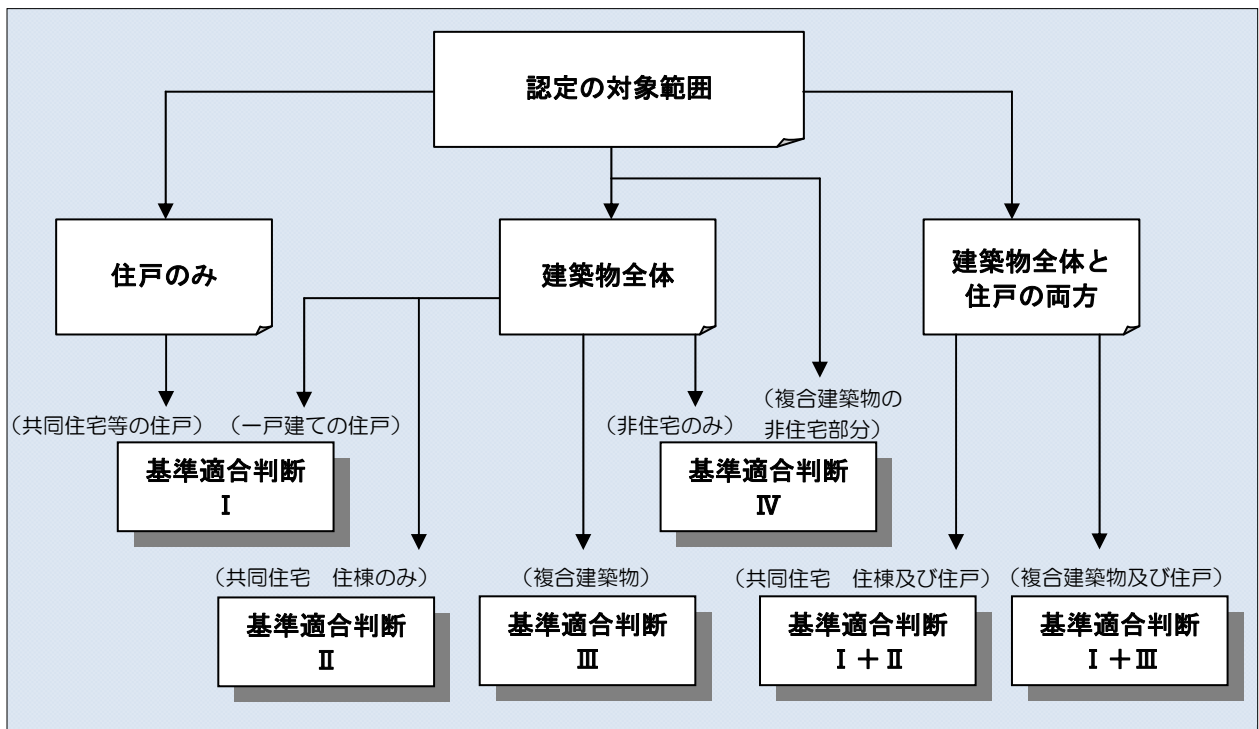 認定の対象範囲
住戸のみ
建築物全体
建築物全体と
住戸の両方
（共同住宅等の住戸）
（一戸建ての住戸）
（非住宅のみ）
（複合建築物の
非住宅部分）
基準適合判断
Ⅰ
基準適合判断
Ⅳ
（共同住宅　住棟のみ）
（複合建築物）
（共同住宅　住棟及び住戸）
（複合建築物及び住戸）
基準適合判断
Ⅱ
基準適合判断
Ⅲ
基準適合判断
Ⅰ＋Ⅱ
基準適合判断
Ⅰ＋Ⅲ